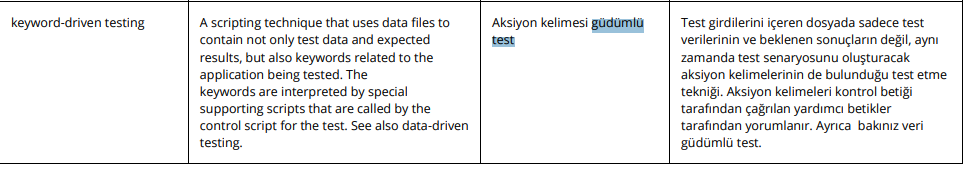 keyword-driven testing
A scripting technique that uses data files to
contain not only test data and expected
results, but also keywords related to the
application being tested. The
keywords are interpreted by special
supporting scripts that are called by the
control script for the test. See also data-driven
testing.
Aksiyon kelimesi güdümlü
test
Test girdilerini içeren dosyada sadece test
verilerinin ve beklenen sonuçların değil, aynı
zamanda test senaryosunu oluşturacak
aksiyon kelimelerinin de bulunduğu test etme
tekniği. Aksiyon kelimeleri kontrol betiği
tarafından çağrılan yardımcı betikler
tarafından yorumlanır. Ayrıca  bakınız veri
güdümlü test.